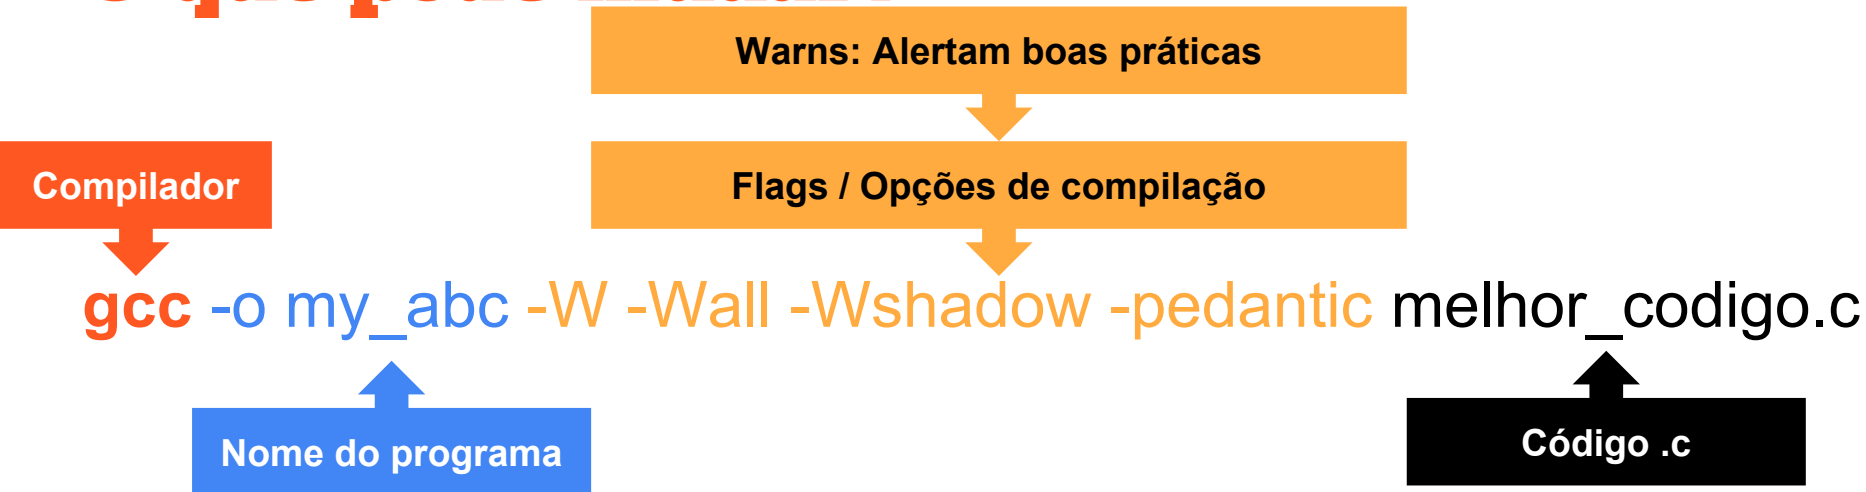 Warns: Alertam boas práticas
Compilador
Flags / Opções de compilação
gcc -o my_abc -W -Wall -Wshadow -pedantic melhor_codigo.c
Nome do programa
Código .c